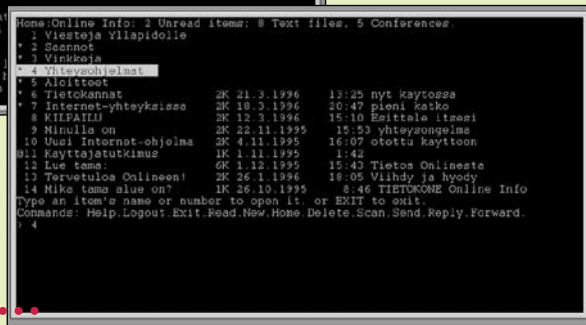 Home:Online Info: 2 Unread items; 8 Text files, 5 Conferences.
1 Viesteja Yllapidolle
* 2 Saannot
* 3 Vinkkeja
* 4 Yhteysohjelmat
* 5 Aloitteet
* 6 Tietokannat 2K 21.3.1996 13:25 nyt kaytossa
* 7 Internet-yhteyksissa 2K 18.3.1996 20:47 pieni katko
8 KILPAILU 2K 12.3.1996 15:10 Esittele itsesi
9 Minulla on 2K 22.11.1995 15:53 yhteysongelma
10 Uusi Internet-ohjelma 2K 4.11.1995 16:07 otettu kayttoon
@11 Kayttajatutkimus 1K 1.11.1995 1:42
12 Lue tama: 6K 1.12.1995 15:43 Tietoa Onlinesta
13 Tervetuloa Onlineen! 2K 26.1.1996 18:05 Viihdy ja hyody
14 Mika tama alue on? 1K 26.10.1995 8:46 TIETOKONE Online Info
Type an item's name or number to open it, or EXIT to exit.
Commands: Help.Logout.Exit.Read.New.Home.Delete.Scan.Send.Reply.Forward.
> 4